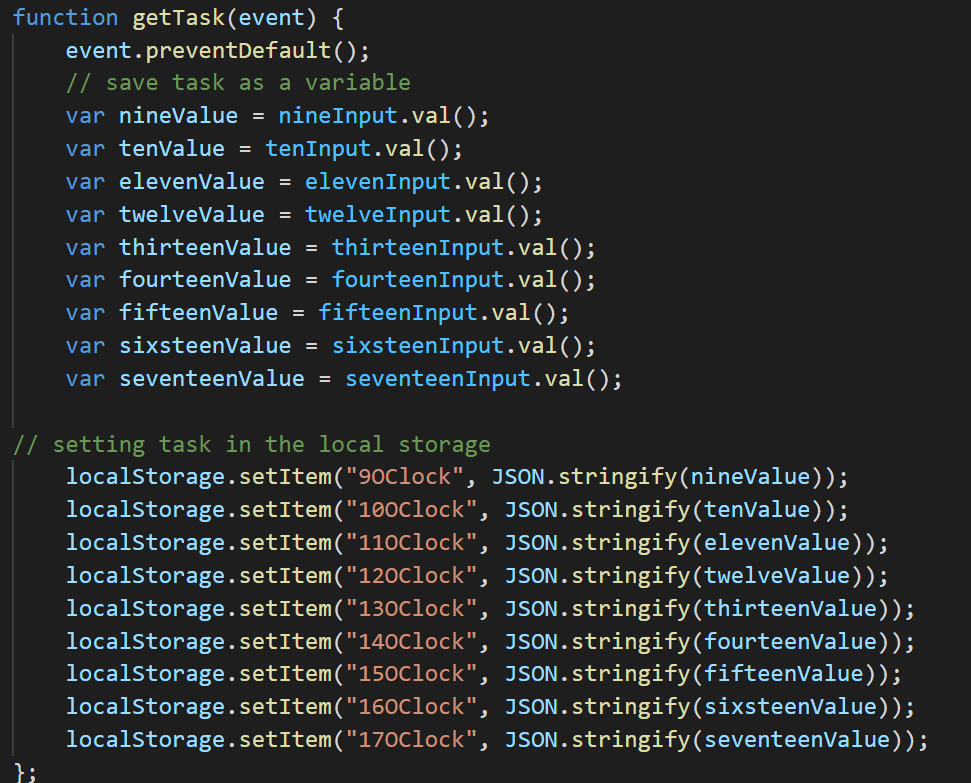 function getTask(event) {
    event.preventDefault();
    // save task as a variable
    var nineValue = nineInput.val();
    var tenValue = tenInput.val();
    var elevenValue = elevenInput.val();
    var twelveValue = twelveInput.val();
    var thirteenValue = thirteenInput.val();
    var fourteenValue = fourteenInput.val();
    var fifteenValue = fifteenInput.val();
    var sixsteenValue = sixsteenInput.val();
    var seventeenValue = seventeenInput.val();

// setting task in the local storage
    localStorage.setItem("9OClock", JSON.stringify(nineValue));
    localStorage.setItem("10OClock", JSON.stringify(tenValue));
    localStorage.setItem("11OClock", JSON.stringify(elevenValue));
    localStorage.setItem("12OClock", JSON.stringify(twelveValue));
    localStorage.setItem("13OClock", JSON.stringify(thirteenValue));
    localStorage.setItem("14OClock", JSON.stringify(fourteenValue));
    localStorage.setItem("15OClock", JSON.stringify(fifteenValue));
    localStorage.setItem("16OClock", JSON.stringify(sixsteenValue));
    localStorage.setItem("17OClock", JSON.stringify(seventeenValue));
};